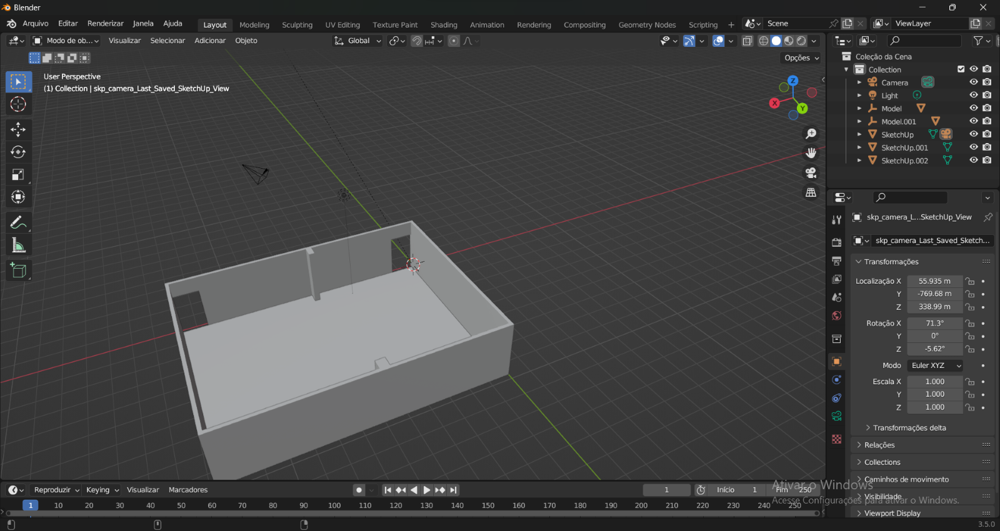 Blender
Arquivo Editar Renderizar Janela Ajuda Layout Modeling Sculpting UV Editing Texture Paint Shading Animation Rendering Compositing Geometry Nodes Scripting + Scene ViewLayer
Modo de ob... Visualizar Selecionar Adicionar Objeto Global
Opções
User Perspective
(1) Collection | skp_camera_Last_Saved_SketchUp_View
Z
X
Y
Coleção da Cena
Collection
Camera
Light
Model
Model.001
SketchUp
SketchUp.001
SketchUp.002
skp_camera_L...SketchUp_View
skp_camera_Last_Saved_Sketch...
Transformações
Localização X 55.935 m
Y -769.68 m
Z 338.99 m
Rotação X 71.3°
Y 0°
Z -5.62°
Modo Euler XYZ
Escala X 1.000
Y 1.000
Z 1.000
Transformações delta
Relações
Collections
Caminhos de movimento
Visibilidade
Viewport Display
Ativar o Windows
Acesse Configurações para ativar o Windows.
Reproduzir Keying Visualizar Marcadores 1 Início 1 Fim 250
1 10 20 30 40 50 60 70 80 90 100 110 120 130 140 150 160 170 180 190 200 210 220 230 240 250
3.5.0